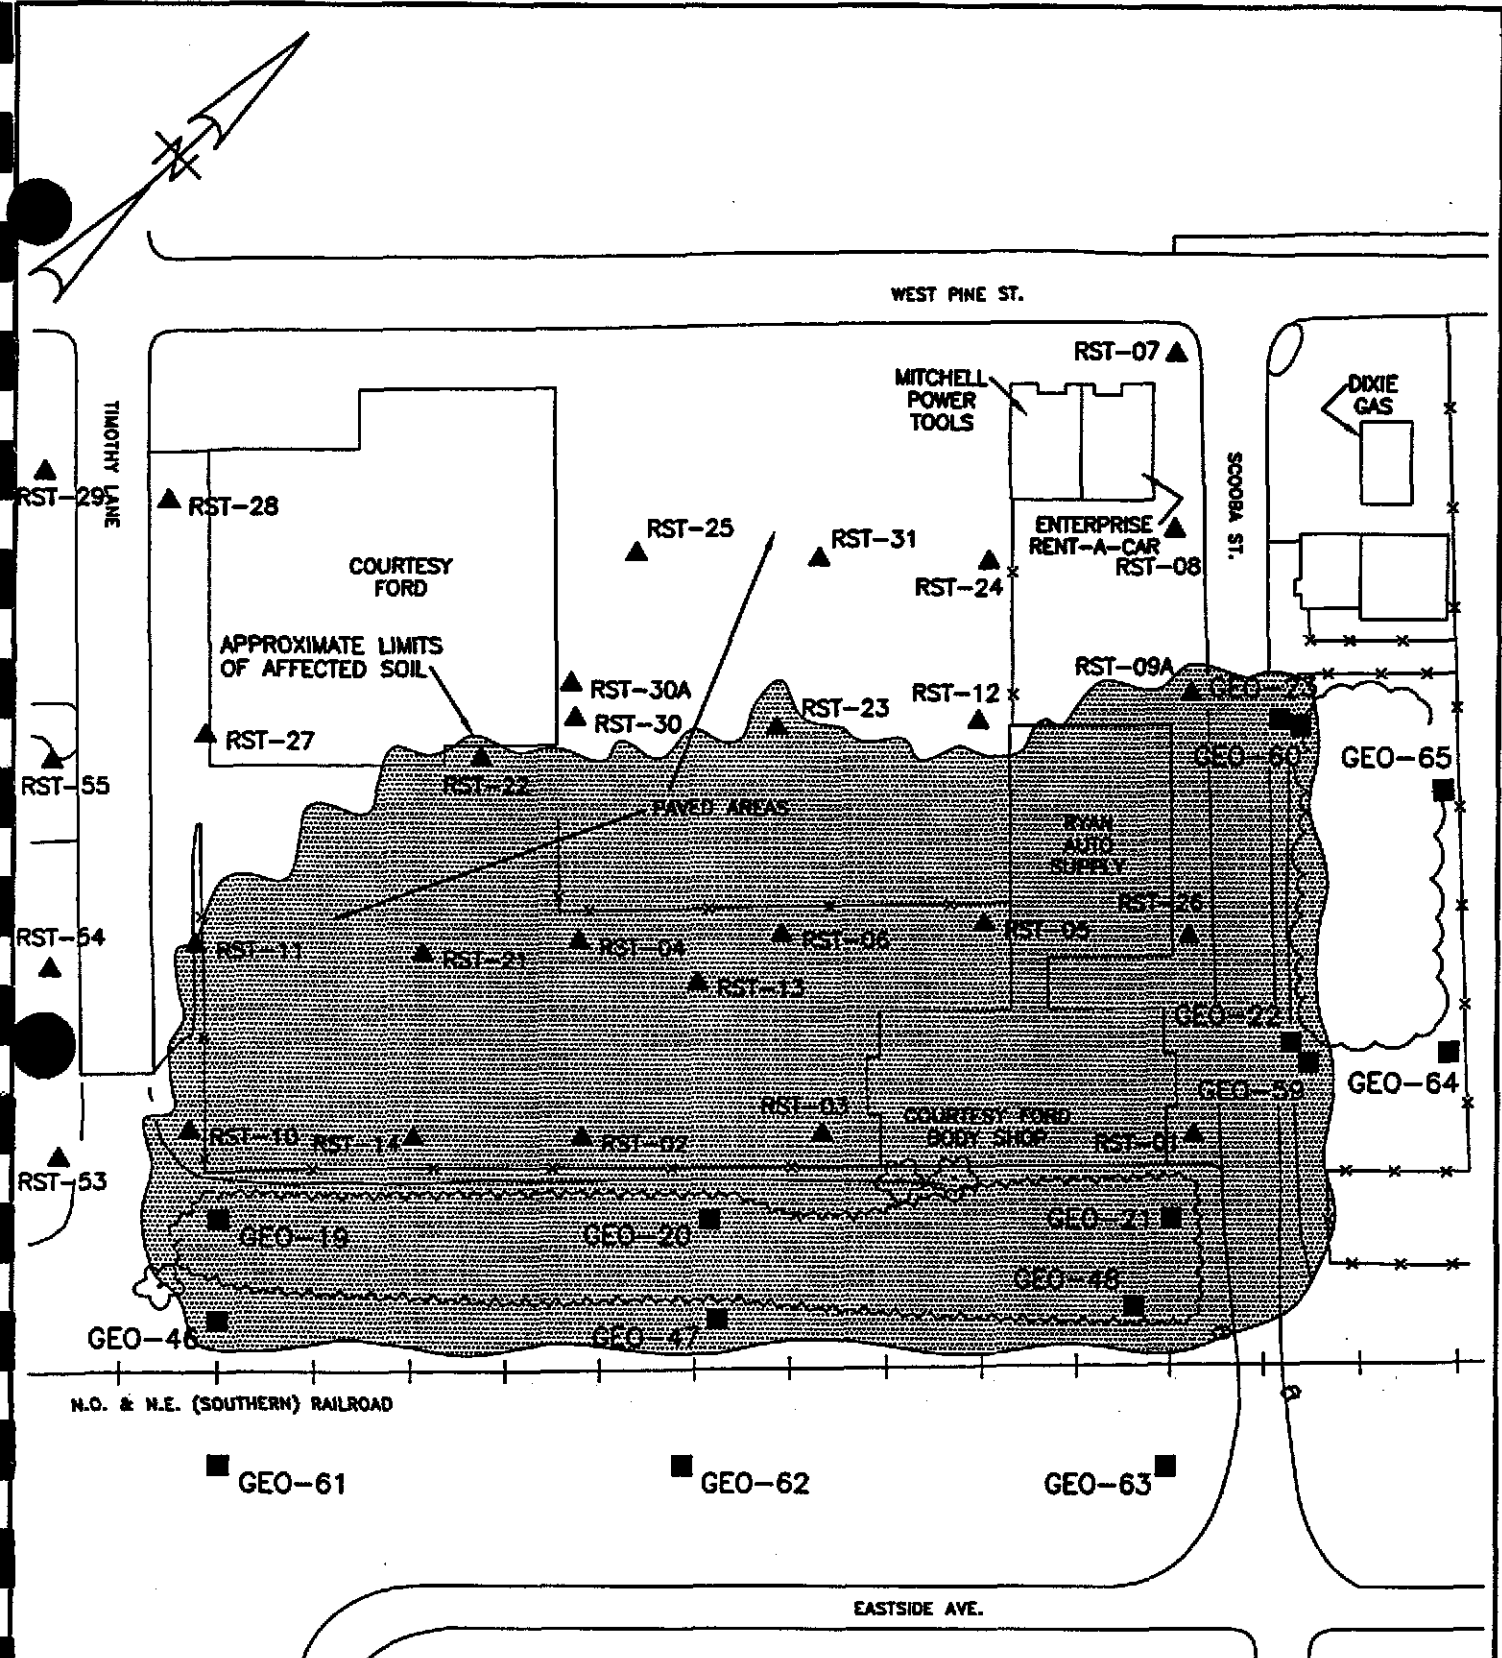 N
WEST PINE ST.
RST-07
MITCHELL
POWER
TOOLS
DIXIE
GAS
TIMOTHY LANE
SCOOBA ST.
RST-29
RST-28
RST-25
RST-31
ENTERPRISE
RENT-A-CAR
RST-08
RST-24
COURTESY
FORD
APPROXIMATE LIMITS
OF AFFECTED SOIL
RST-09A
RST-30A
RST-12
GEO-23
RST-30
RST-23
RST-27
GEO-60
GEO-65
RST-55
RST-22
PAVED AREAS
RYAN
AUTO
SUPPLY
RST-26
RST-54
RST-11
RST-21
RST-04
RST-06
RST-05
RST-13
GEO-22
GEO-64
GEO-59
RST-03
COURTESY FORD
BODY SHOP
RST-10
RST-14
RST-02
RST-01
RST-53
GEO-19
GEO-20
GEO-21
GEO-48
GEO-46
GEO-47
N.O. & N.E. (SOUTHERN) RAILROAD
GEO-61
GEO-62
GEO-63
EASTSIDE AVE.